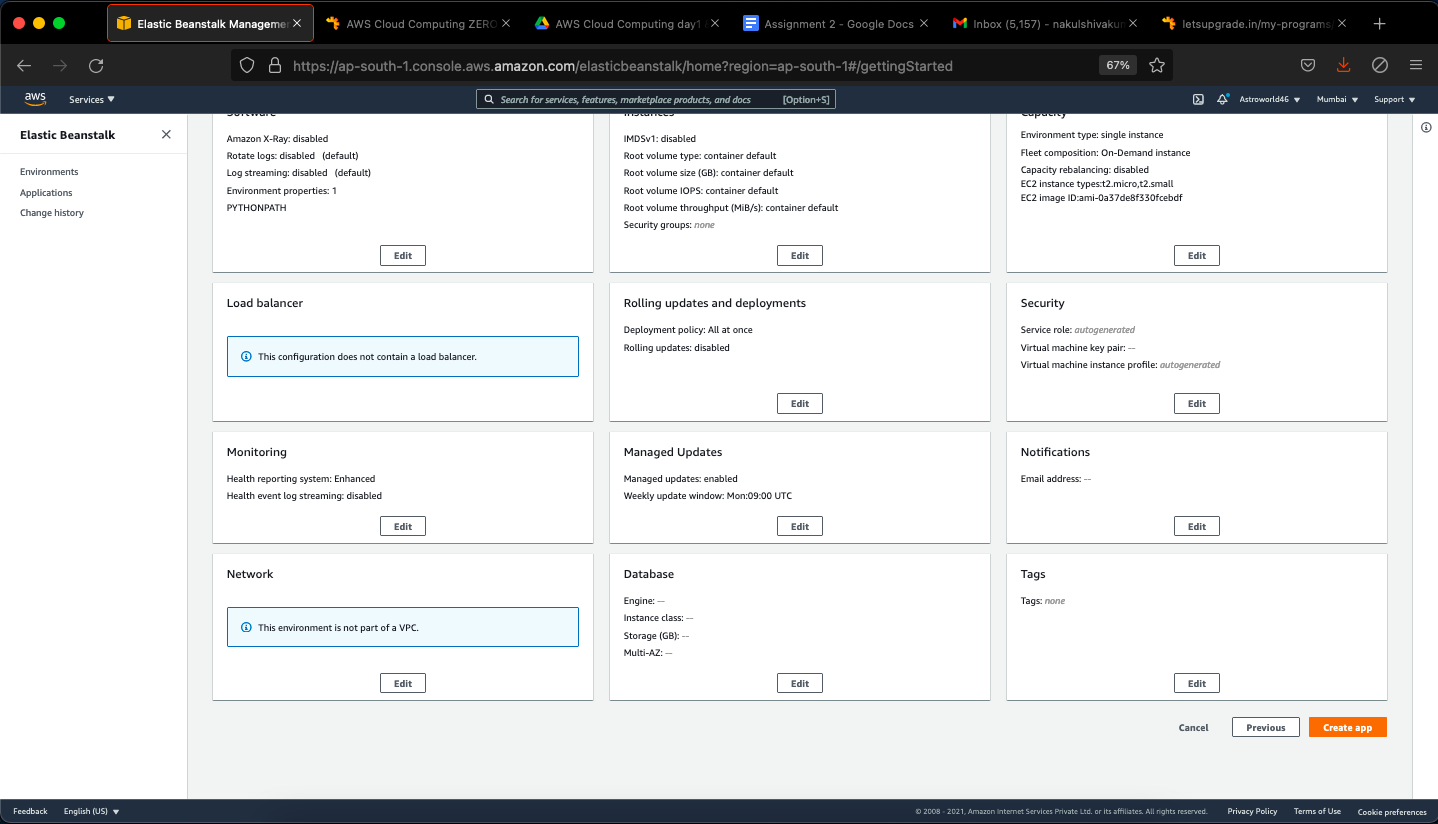 Elastic Beanstalk Manageme
AWS Cloud Computing ZERO
AWS Cloud Computing day1
Assignment 2 - Google Docs
Inbox (5,157) - nakulshivakum
letsupgrade.in/my-programs/
https://ap-south-1.console.aws.amazon.com/elasticbeanstalk/home?region=ap-south-1#/gettingStarted
67%
aws
Services
Search for services, features, marketplace products, and docs [Option+S]
Astroworld46
Mumbai
Support
Elastic Beanstalk
Environments
Applications
Change history
Software
Amazon X-Ray: disabled
Rotate logs: disabled (default)
Log streaming: disabled (default)
Environment properties: 1
PYTHONPATH
Edit
Instances
IMDSv1: disabled
Root volume type: container default
Root volume size (GB): container default
Root volume IOPS: container default
Root volume throughput (MiB/s): container default
Security groups: none
Edit
Capacity
Environment type: single instance
Fleet composition: On-Demand instance
Capacity rebalancing: disabled
EC2 instance types:t2.micro,t2.small
EC2 image ID:ami-0a37de8f330fcebdf
Edit
Load balancer
This configuration does not contain a load balancer.
Rolling updates and deployments
Deployment policy: All at once
Rolling updates: disabled
Edit
Security
Service role: autogenerated
Virtual machine key pair: --
Virtual machine instance profile: autogenerated
Edit
Monitoring
Health reporting system: Enhanced
Health event log streaming: disabled
Edit
Managed Updates
Managed updates: enabled
Weekly update window: Mon:09:00 UTC
Edit
Notifications
Email address: --
Edit
Network
This environment is not part of a VPC.
Edit
Database
Engine: --
Instance class: --
Storage (GB): --
Multi-AZ: --
Edit
Tags
Tags: none
Edit
Cancel
Previous
Create app
Feedback
English (US)
© 2008 - 2021, Amazon Internet Services Private Ltd. or its affiliates. All rights reserved.
Privacy Policy
Terms of Use
Cookie preferences